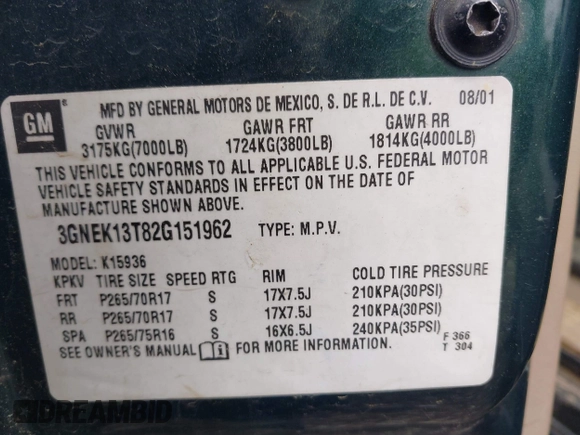 GM ®
MFD BY GENERAL MOTORS DE MEXICO, S. DE R.L. DE C.V. 08/01
GVWR GAWR FRT GAWR RR
3175KG(7000LB) 1724KG(3800LB) 1814KG(4000LB)
THIS VEHICLE CONFORMS TO ALL APPLICABLE U.S. FEDERAL MOTOR
VEHICLE SAFETY STANDARDS IN EFFECT ON THE DATE OF
MANUFACTURE SHOWN ABOVE.
3GNEK13T82G151962 TYPE: M.P.V.
MODEL: K15936
KPKV TIRE SIZE SPEED RTG RIM COLD TIRE PRESSURE
FRT P265/70R17 S 17X7.5J 210KPA(30PSI)
RR P265/70R17 S 17X7.5J 210KPA(30PSI)
SPA P265/75R16 S 16X6.5J 240KPA(35PSI)
F 366
SEE OWNER'S MANUAL i FOR MORE INFORMATION. T 304
DREAMBID